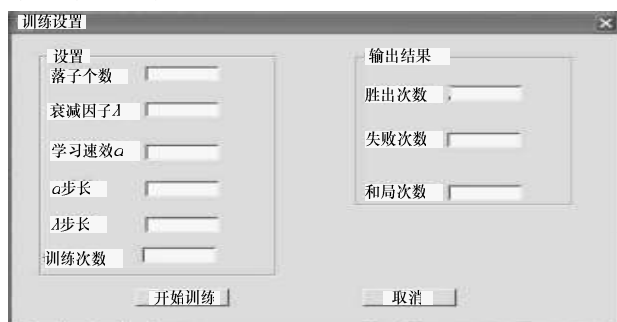 训练设置
设置
落子个数
衰减因子λ
学习速效α
α步长
λ步长
训练次数
输出结果
胜出次数
失败次数
和局次数
开始训练
取消